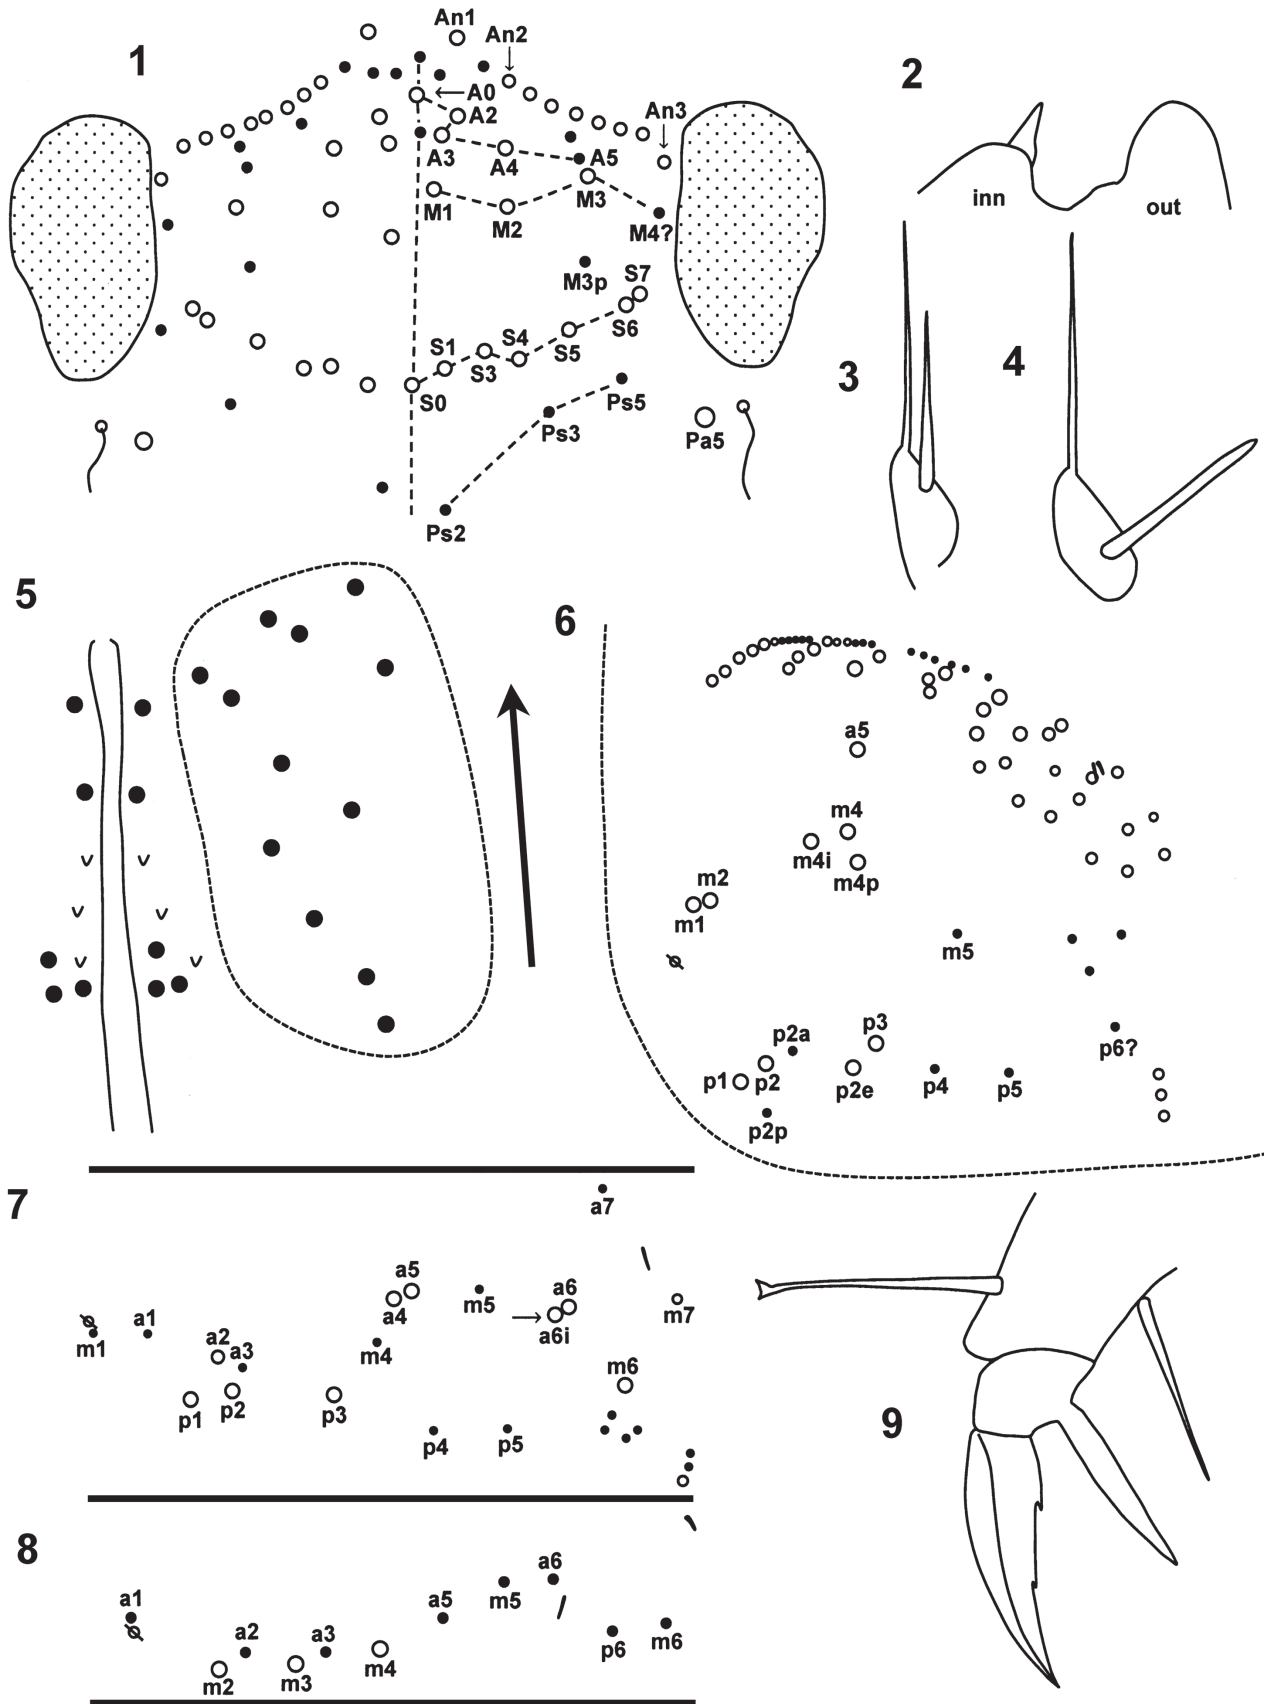 1
An1
An2
A0
A2
An3
A3
A4
A5
M1
M2
M3
M4?
M3p
S7
S6
S5
S4
S1
S3
S0
Ps5
Ps3
Pa5
Ps2
2
inn
out
3
4
5
6
a5
m4
m4i
m4p
m2
m1
m5
p3
p2a
p6?
p1
p2
p2e
p4
p5
p2p
7
a7
a5
a4
m5
a6
a6i
m7
a1
m1
a2
a3
m4
m6
p1
p2
p3
p4
p5
9
8
a1
a2
a3
a5
m5
a6
m2
m3
m4
p6
m6